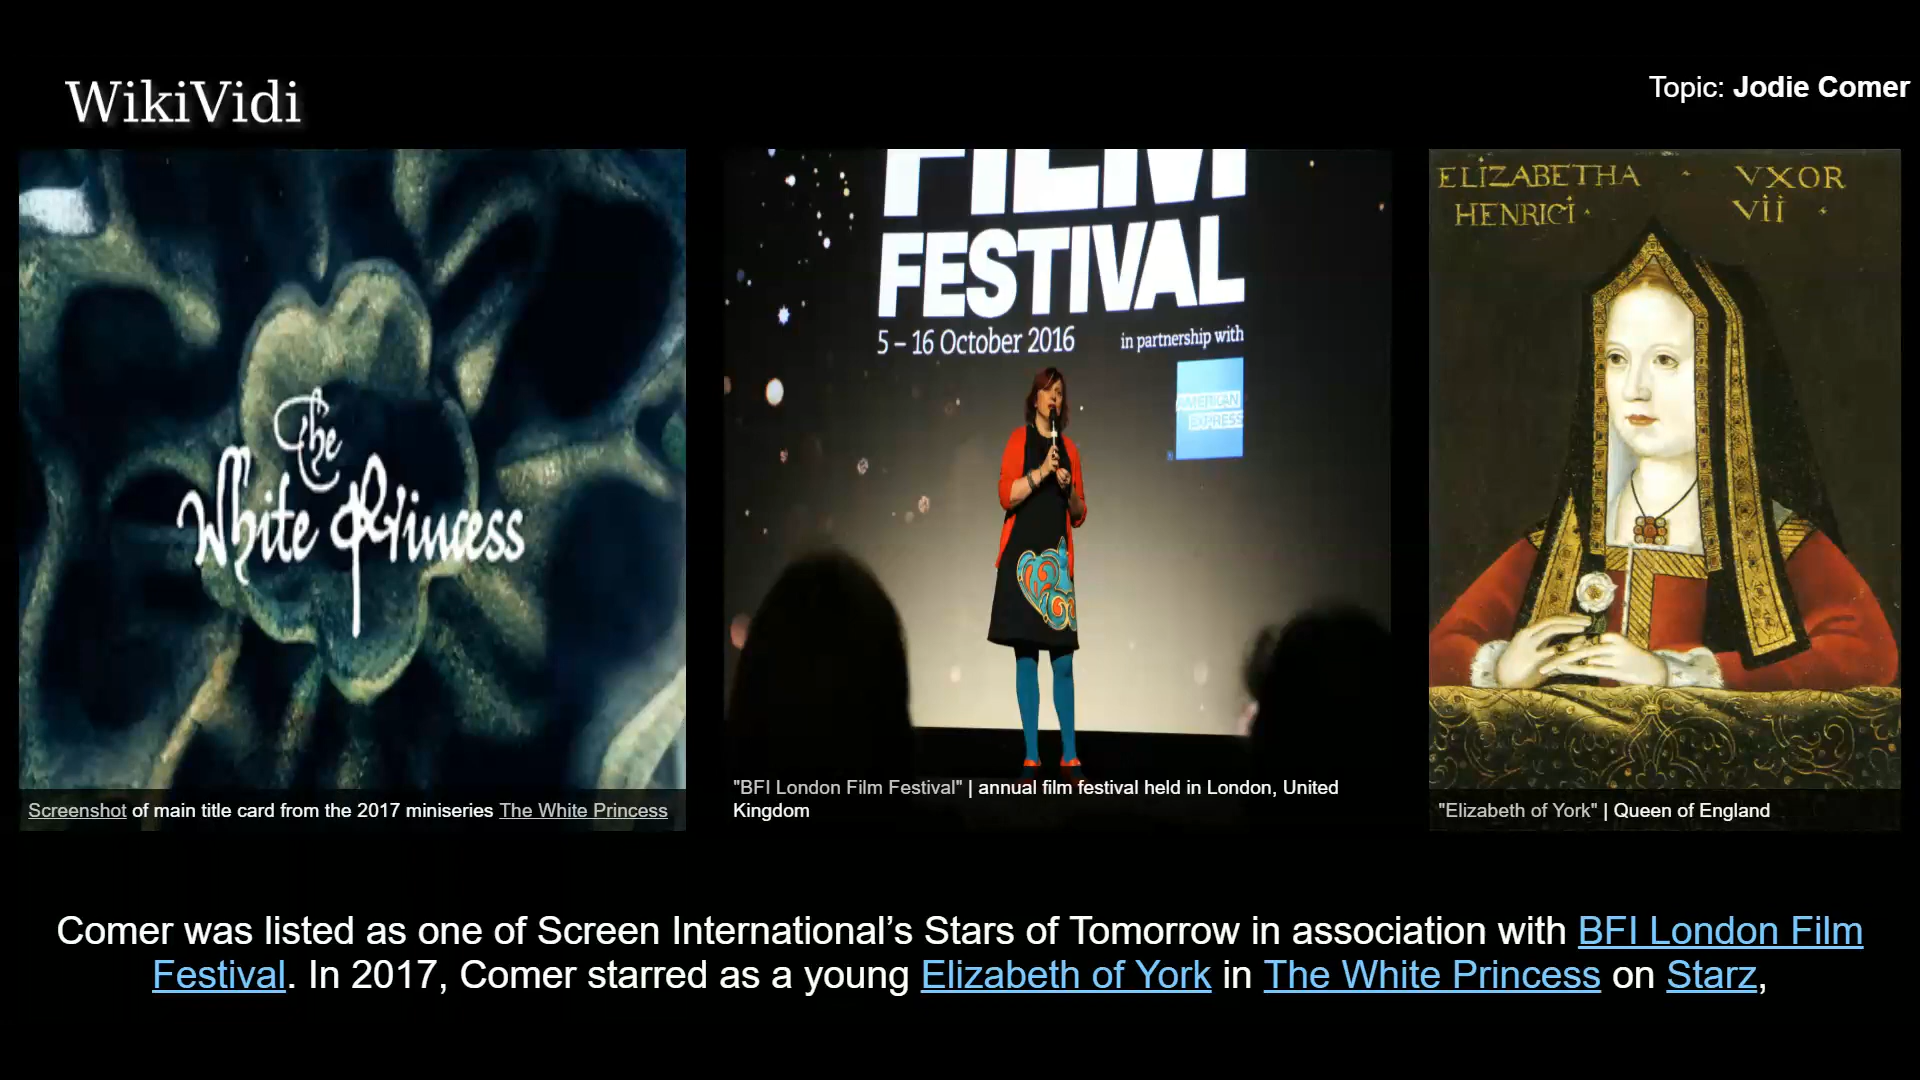 WikiVidi
Topic: Jodie Comer
The
White Princess
FILM
FESTIVAL
5 – 16 October 2016
in partnership with
AMERICAN
EXPRESS
ELIZABETHA VXOR
HENRICI VII
Screenshot of main title card from the 2017 miniseries The White Princess
"BFI London Film Festival" | annual film festival held in London, United
Kingdom
"Elizabeth of York" | Queen of England
Comer was listed as one of Screen International’s Stars of Tomorrow in association with BFI London Film
Festival. In 2017, Comer starred as a young Elizabeth of York in The White Princess on Starz,